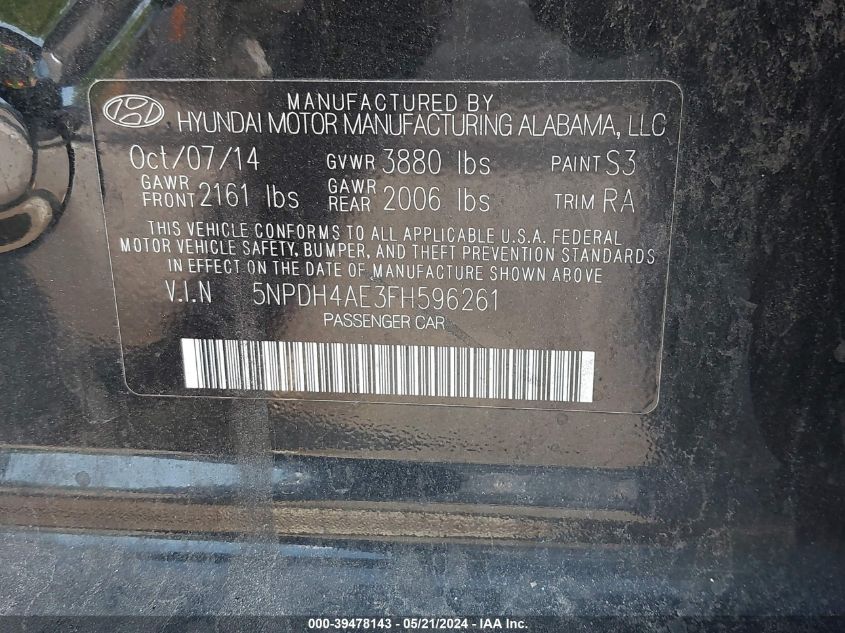 MANUFACTURED BY
HYUNDAI MOTOR MANUFACTURING ALABAMA, LLC
Oct/07/14 GVWR 3880 lbs PAINT S3
GAWR FRONT 2161 lbs GAWR REAR 2006 lbs TRIM RA
THIS VEHICLE CONFORMS TO ALL APPLICABLE U.S.A. FEDERAL
MOTOR VEHICLE SAFETY, BUMPER, AND THEFT PREVENTION STANDARDS
IN EFFECT ON THE DATE OF MANUFACTURE SHOWN ABOVE
V.I.N 5NPDH4AE3FH596261
PASSENGER CAR
000-39478143 - 05/21/2024 - IAA Inc.